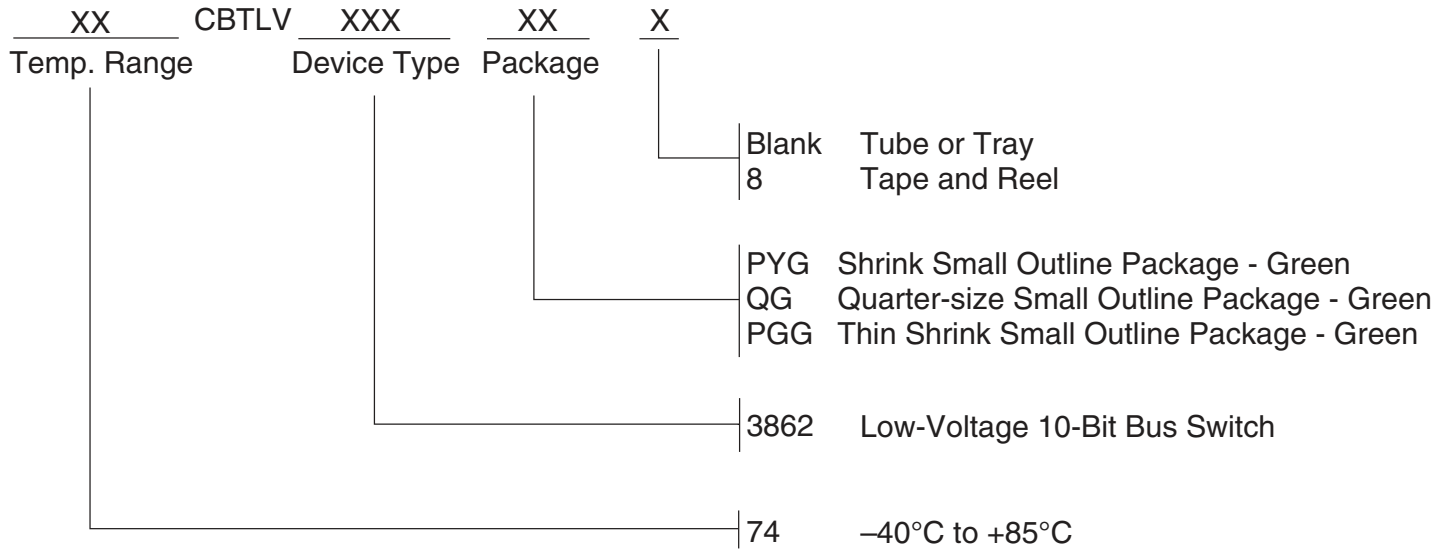 XX CBTLV XXX XX X
Temp. Range Device Type Package
Blank Tube or Tray
8 Tape and Reel
PYG Shrink Small Outline Package - Green
QG Quarter-size Small Outline Package - Green
PGG Thin Shrink Small Outline Package - Green
3862 Low-Voltage 10-Bit Bus Switch
74 –40°C to +85°C